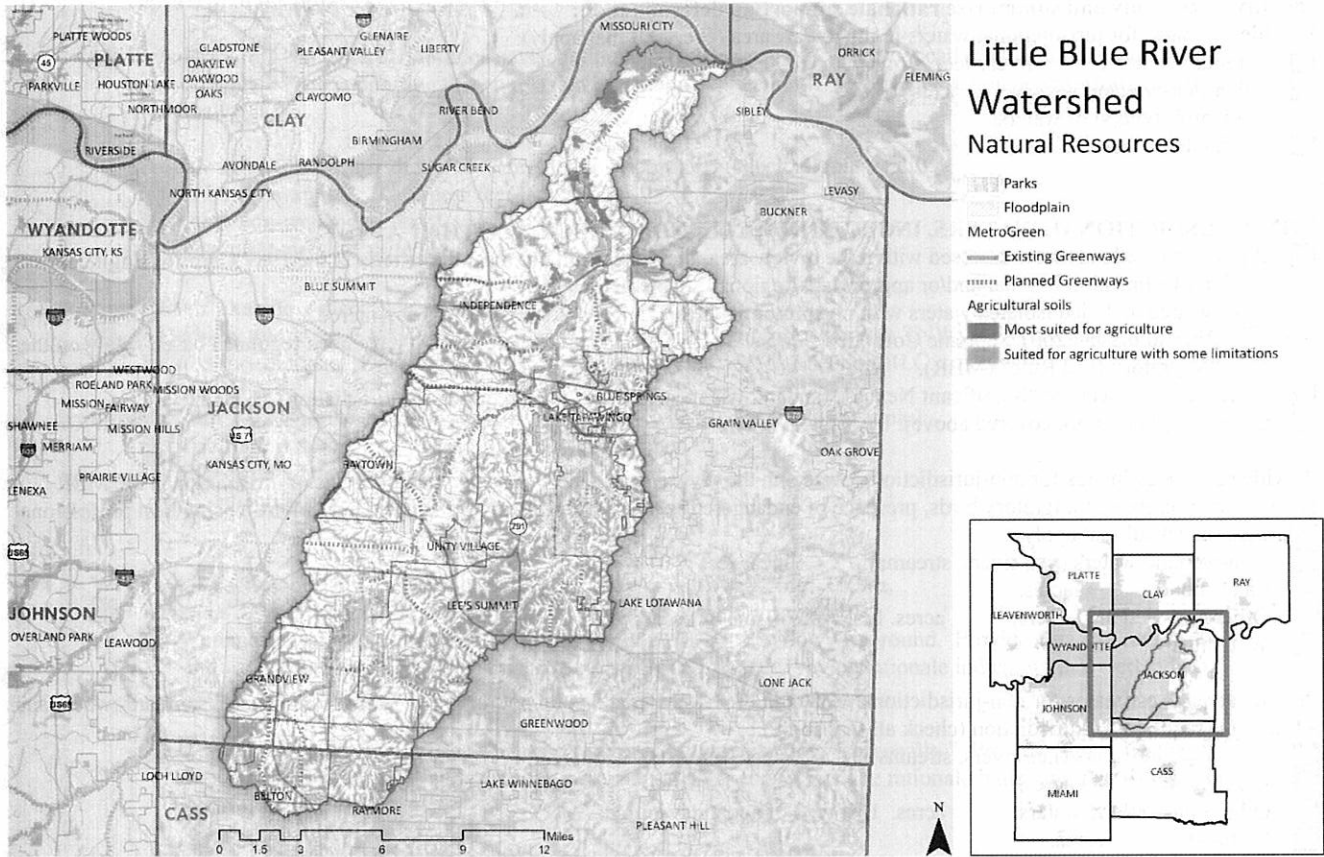 Little Blue River
Watershed
Natural Resources
Parks
Floodplain
MetroGreen
Existing Greenways
Planned Greenways
Agricultural soils
Most suited for agriculture
Suited for agriculture with some limitations
MISSOURI CITY
PLATTE WOODS
GLENAIRE
GLADSTONE
PLEASANT VALLEY
LIBERTY
ORRICK
45
PLATTE
OAKVIEW
RAY
FLEMING
PARKVILLE
HOUSTON LAKE
OAKWOOD
OAKS
CLAYCOMO
NORTHMOOR
RIVER BEND
SIBLEY
CLAY
BIRMINGHAM
RIVERSIDE
AVONDALE
RANDOLPH
SUGAR CREEK
NORTH KANSAS CITY
LEVASY
BUCKNER
WYANDOTTE
KANSAS CITY, KS
BLUE SUMMIT
INDEPENDENCE
WESTWOOD
ROELAND PARK
MISSION WOODS
MISSION
FAIRWAY
JACKSON
BLUE SPRINGS
LAKE TAPAWINGO
SHAWNEE
MISSION HILLS
US 71
GRAIN VALLEY
MERRIAM
OAK GROVE
KANSAS CITY, MO
RAYTOWN
PRAIRIE VILLAGE
LENEXA
291
US69
UNITY VILLAGE
JOHNSON
LEE'S SUMMIT
LAKE LOTAWANA
OVERLAND PARK
LEAWOOD
GRANDVIEW
LONE JACK
US69
GREENWOOD
LOCH LLOYD
LAKE WINNEBAGO
BELTON
RAYMORE
CASS
PLEASANT HILL
Miles
0 1.5 3 6 9 12
N
PLATTE
CLAY
RAY
LEAVENWORTH
WYANDOTTE
JACKSON
JOHNSON
CASS
MIAMI